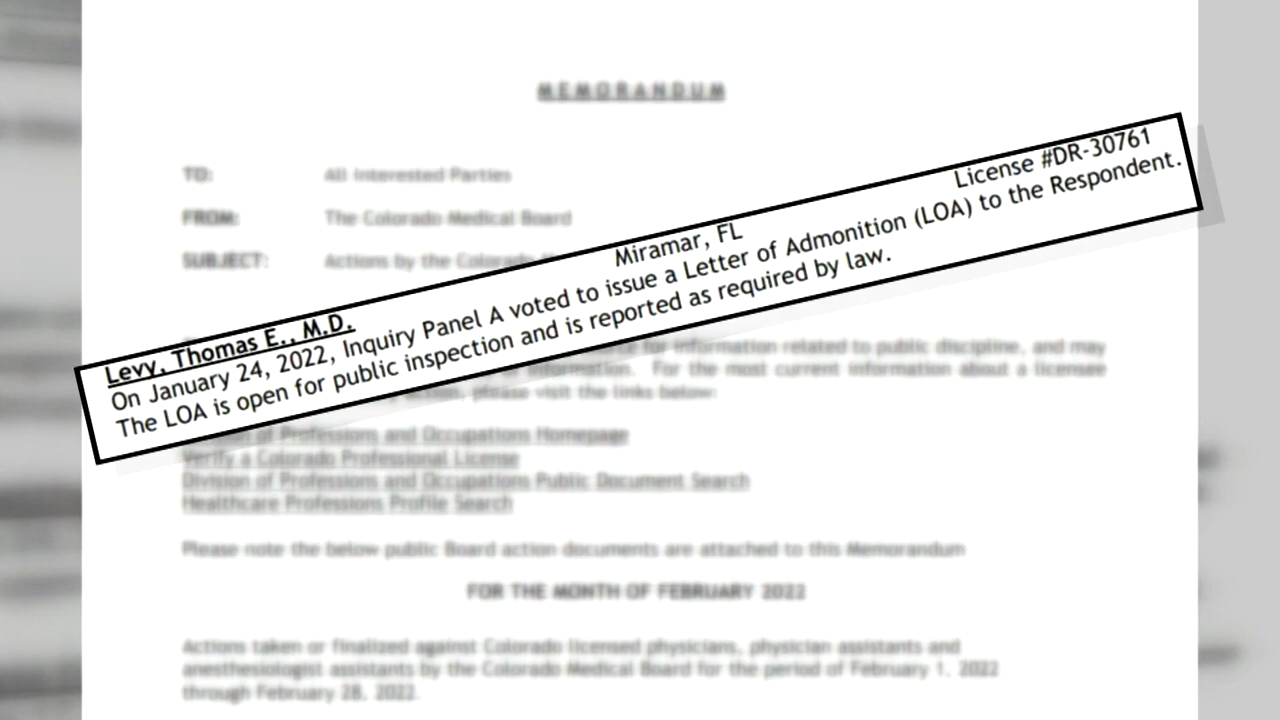 MEMORANDUM
TO: All Interested Parties
FROM: The Colorado Medical Board
SUBJECT: Actions by the Colorado
Levy, Thomas E., M.D. Miramar, FL License #DR-30761
On January 24, 2022, Inquiry Panel A voted to issue a Letter of Admonition (LOA) to the Respondent.
The LOA is open for public inspection and is reported as required by law.
for information related to public discipline, and may
information. For the most current information about a licensee
please visit the links below:
of Professions and Occupations Homepage
Verify a Colorado Professional License
Division of Professions and Occupations Public Document Search
Healthcare Professions Profile Search
Please note the below public Board action documents are attached to this Memorandum
FOR THE MONTH OF FEBRUARY 2022
Actions taken or finalized against Colorado licensed physicians, physician assistants and
anesthesiologist assistants by the Colorado Medical Board for the period of February 1, 2022
through February 28, 2022.